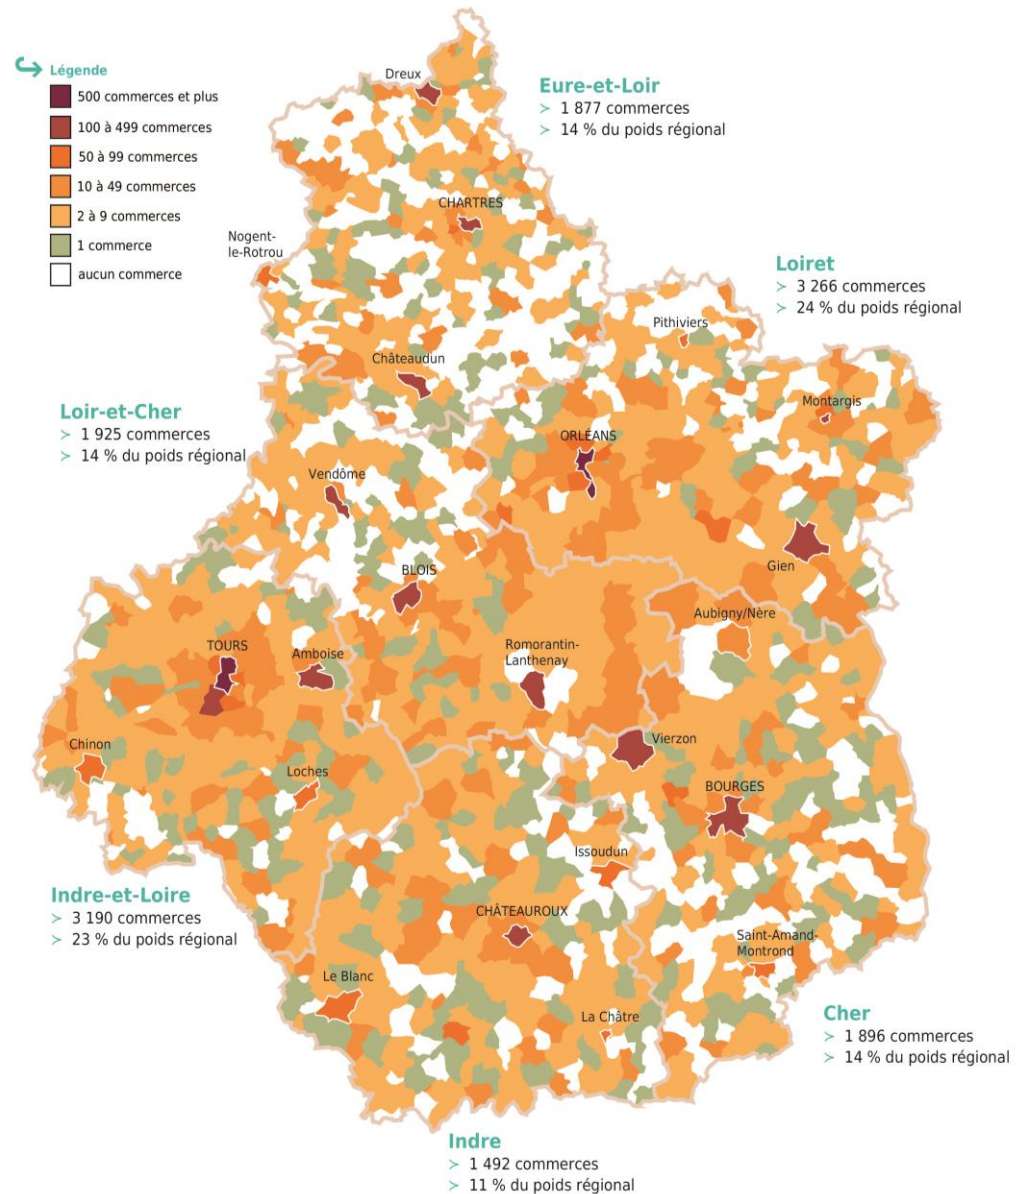 Légende
500 commerces et plus
100 à 499 commerces
50 à 99 commerces
10 à 49 commerces
2 à 9 commerces
1 commerce
aucun commerce
Dreux
Eure-et-Loir
> 1 877 commerces
> 14 % du poids régional
CHARTRES
Nogent-
le-Rotrou
Loiret
> 3 266 commerces
> 24 % du poids régional
Pithiviers
Châteaudun
Montargis
Loir-et-Cher
> 1 925 commerces
> 14 % du poids régional
ORLÉANS
Vendôme
Gien
BLOIS
Aubigny/Nère
TOURS
Amboise
Romorantin-
Lanthenay
Chinon
Vierzon
Loches
BOURGES
Issoudun
Indre-et-Loire
> 3 190 commerces
> 23 % du poids régional
CHÂTEAUROUX
Saint-Amand-
Montrond
Le Blanc
La Châtre
Cher
> 1 896 commerces
> 14 % du poids régional
Indre
> 1 492 commerces
> 11 % du poids régional